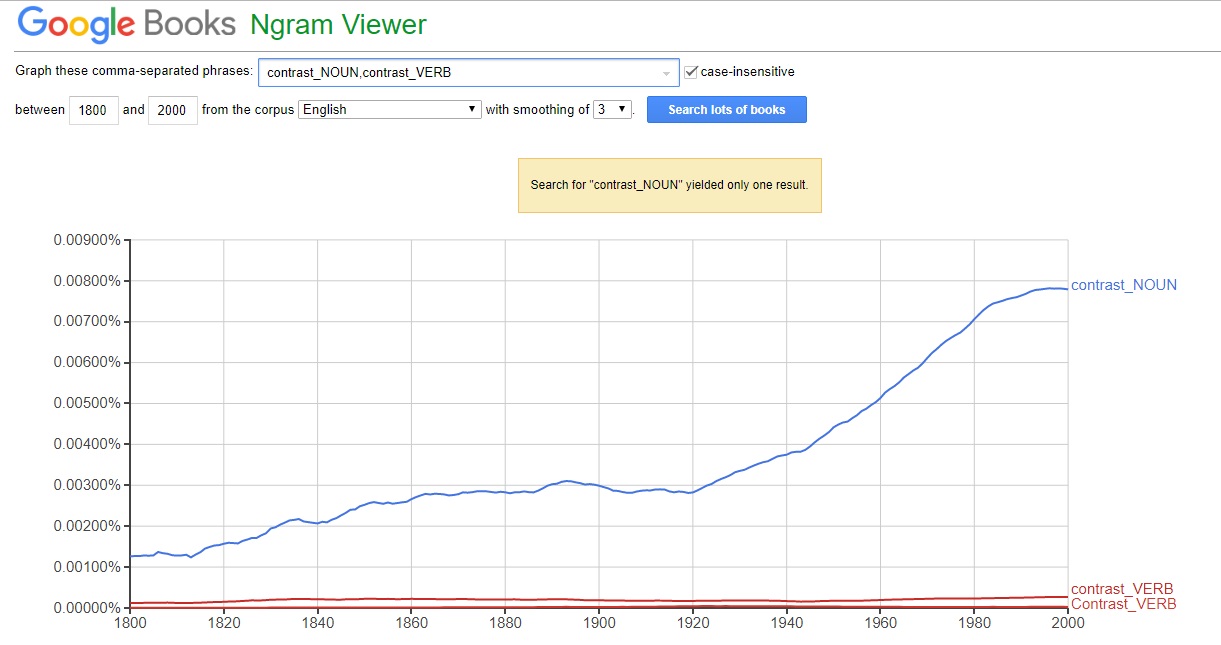 Google Books Ngram Viewer
Graph these comma-separated phrases: contrast_NOUN,contrast_VERB case-insensitive
between 1800 and 2000 from the corpus English with smoothing of 3 . Search lots of books
Search for "contrast_NOUN" yielded only one result.
0.00900%
0.00800%
contrast_NOUN
0.00700%
0.00600%
0.00500%
0.00400%
0.00300%
0.00200%
0.00100%
contrast_VERB
0.00000%
Contrast_VERB
1800 1820 1840 1860 1880 1900 1920 1940 1960 1980 2000